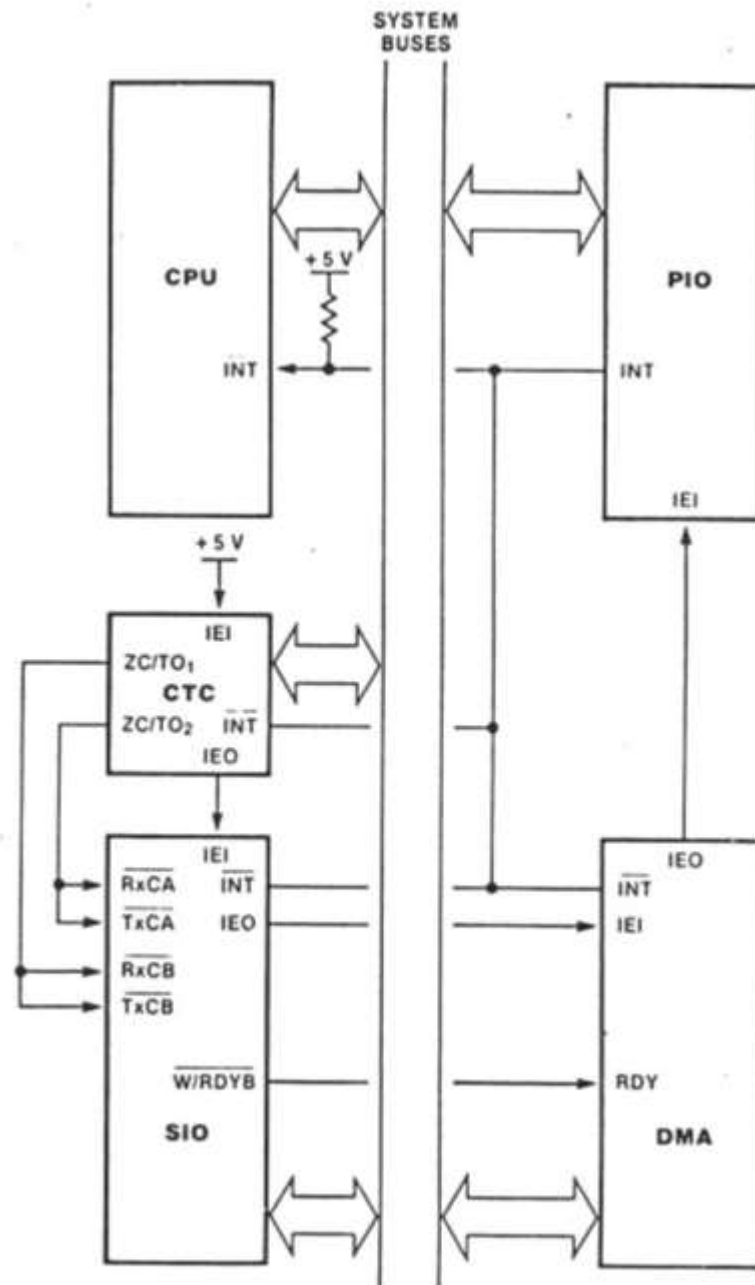 SYSTEM
BUSES
CPU
+ 5 V
INT
PIO
INT
IEI
+ 5 V
IEI
ZC/TO₁
CTC
ZC/TO₂
INT
IEO
IEI
RxCA
INT
TxCA
IEO
RxCB
TxCB
W/RDYB
SIO
IEO
INT
IEI
RDY
DMA